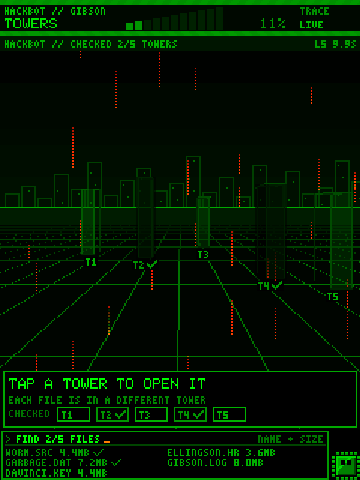 HACKBOT // GIBSON
TOWERS
11%
TRACE
LIVE
HACKBOT // CHECKED 2/5 TOWERS
LS 9.9S
T1
T2
T3
T4
T5
TAP A TOWER TO OPEN IT
EACH FILE IS IN A DIFFERENT TOWER
CHECKED T1 T2 T3 T4 T5
> FIND 2/5 FILES_
NAME + SIZE
WORM.SRC 4.4MB
ELLINGSON.HR 3.6MB
GARBAGE.DAT 7.2MB
GIBSON.LOG 8.0MB
DAVINCI.KEY 4.4MB